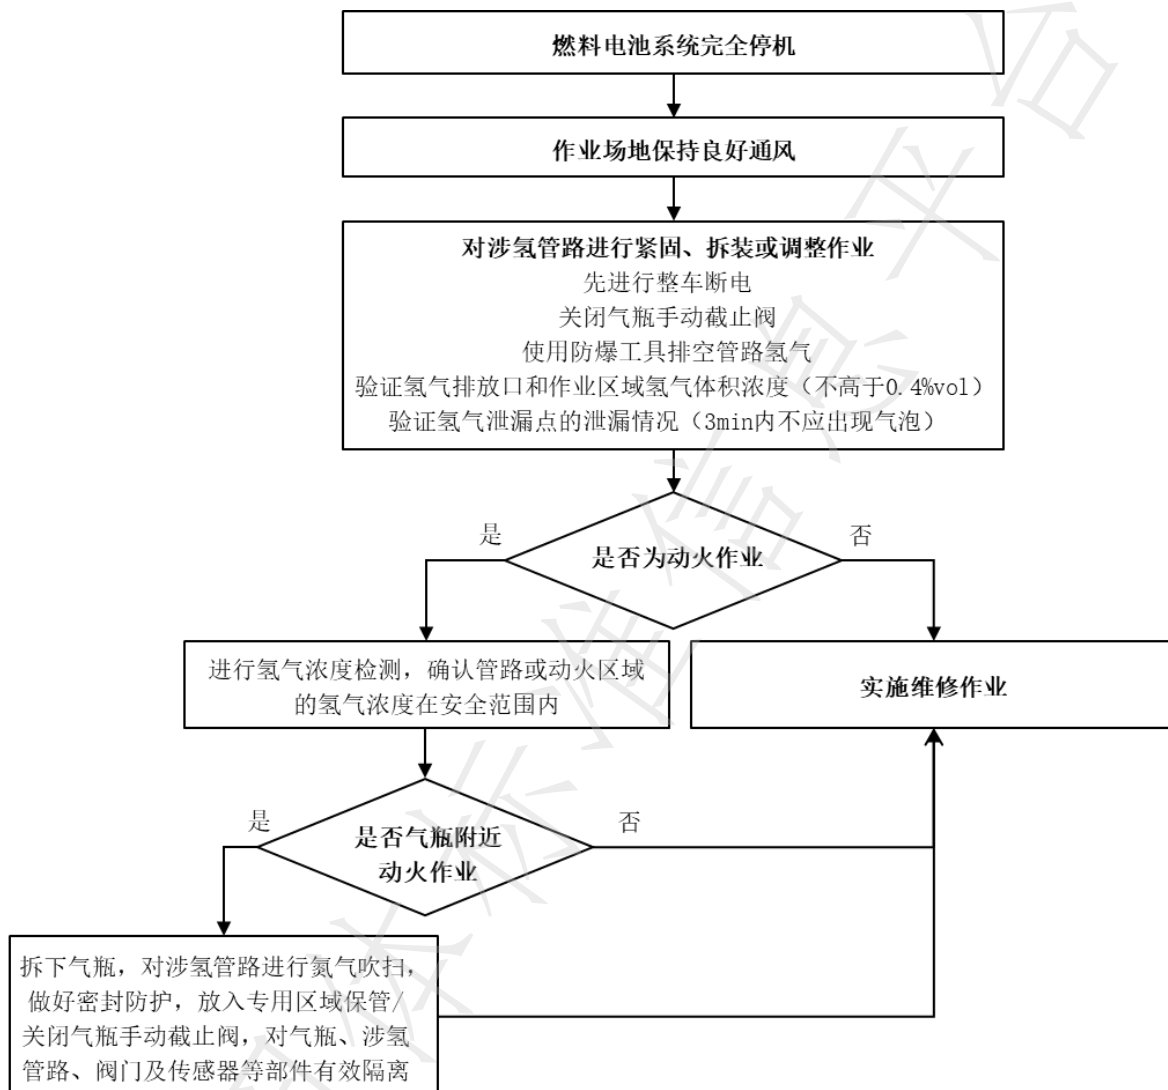 燃料电池系统完全停机
作业场地保持良好通风
对涉氢管路进行紧固、拆装或调整作业
先进行整车断电
关闭气瓶手动截止阀
使用防爆工具排空管路氢气
验证氢气排放口和作业区域氢气体积浓度（不高于0.4%vol）
验证氢气泄漏点的泄漏情况（3min内不应出现气泡）
是
否
是否为动火作业
进行氢气浓度检测，确认管路或动火区域
的氢气浓度在安全范围内
实施维修作业
是
否
是否气瓶附近
动火作业
拆下气瓶，对涉氢管路进行氮气吹扫，
做好密封防护，放入专用区域保管/
关闭气瓶手动截止阀，对气瓶、涉氢
管路、阀门及传感器等部件有效隔离
体标准信息平台